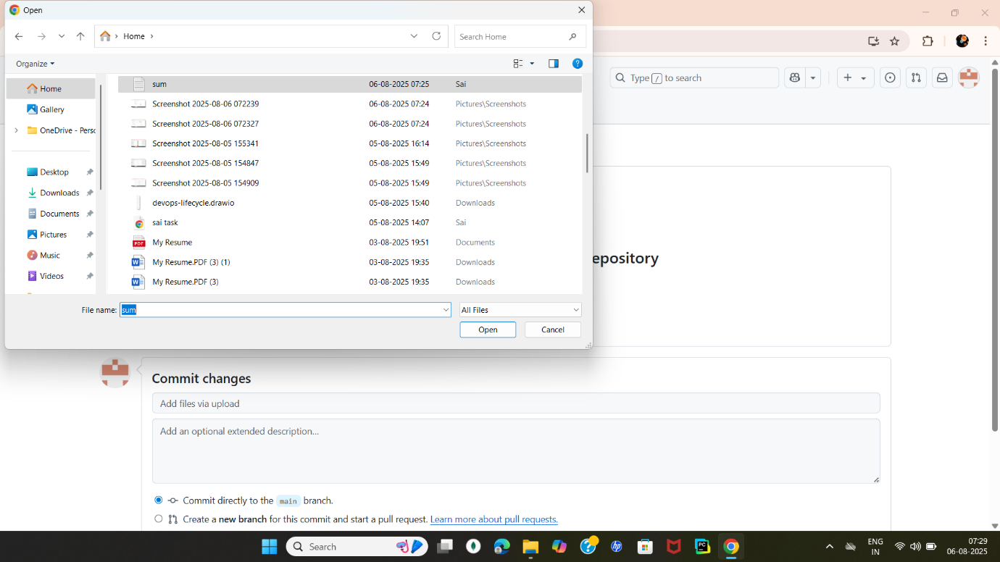 Open
Home
Search Home
Organize
Home
Gallery
OneDrive - Perso
Desktop
Downloads
Documents
Pictures
Music
Videos
sum 06-08-2025 07:25 Sai
Screenshot 2025-08-06 072239 06-08-2025 07:24 Pictures\Screenshots
Screenshot 2025-08-06 072327 06-08-2025 07:24 Pictures\Screenshots
Screenshot 2025-08-05 155341 05-08-2025 16:14 Pictures\Screenshots
Screenshot 2025-08-05 154847 05-08-2025 15:49 Pictures\Screenshots
Screenshot 2025-08-05 154909 05-08-2025 15:49 Pictures\Screenshots
devops-lifecycle.drawio 05-08-2025 15:40 Downloads
sai task 05-08-2025 14:07 Sai
PDF My Resume 03-08-2025 19:51 Documents
My Resume.PDF (3) (1) 03-08-2025 19:35 Downloads
My Resume.PDF (3) 03-08-2025 19:35 Downloads
File name: sum All Files
Open Cancel
Type / to search
epository
Commit changes
Add files via upload
Add an optional extended description...
Commit directly to the main branch.
Create a new branch for this commit and start a pull request. Learn more about pull requests.
Search
hp
PC
ENG
IN
07:29
06-08-2025